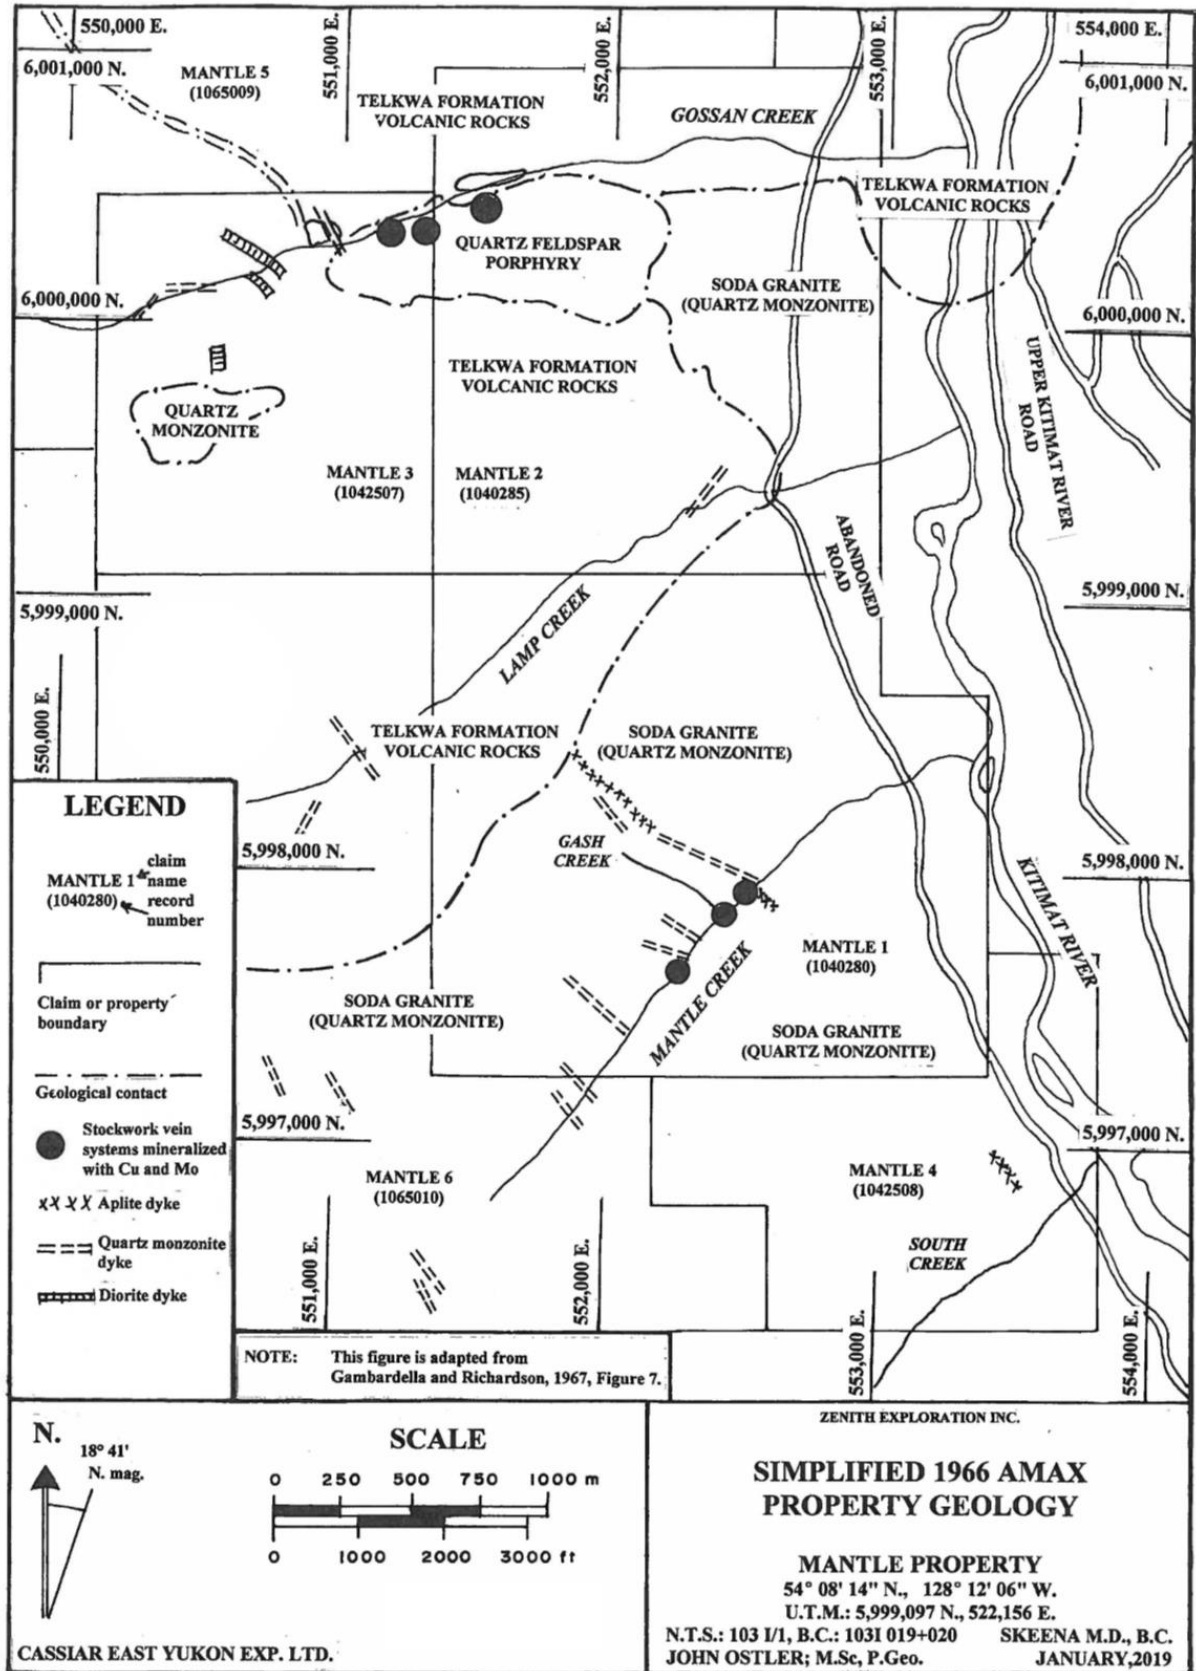 550,000 E.
551,000 E.
552,000 E.
553,000 E.
554,000 E.
6,001,000 N.
MANTLE 5
(1065009)
6,001,000 N.
TELKWA FORMATION
VOLCANIC ROCKS
GOSSAN CREEK
TELKWA FORMATION
VOLCANIC ROCKS
QUARTZ FELDSPAR
PORPHYRY
SODA GRANITE
(QUARTZ MONZONITE)
6,000,000 N.
6,000,000 N.
TELKWA FORMATION
VOLCANIC ROCKS
UPPER KITIMAT RIVER
ROAD
QUARTZ
MONZONITE
MANTLE 3
(1042507)
MANTLE 2
(1040285)
ABANDONED
ROAD
5,999,000 N.
5,999,000 N.
LAMP CREEK
550,000 E.
TELKWA FORMATION
VOLCANIC ROCKS
SODA GRANITE
(QUARTZ MONZONITE)
GASH
CREEK
5,998,000 N.
5,998,000 N.
KITIMAT RIVER
MANTLE CREEK
MANTLE 1
(1040280)
SODA GRANITE
(QUARTZ MONZONITE)
SODA GRANITE
(QUARTZ MONZONITE)
5,997,000 N.
5,997,000 N.
MANTLE 6
(1065010)
MANTLE 4
(1042508)
SOUTH
CREEK
551,000 E.
552,000 E.
553,000 E.
554,000 E.
LEGEND
MANTLE 1
(1040280)
claim
name
record
number
Claim or property
boundary
Geological contact
Stockwork vein
systems mineralized
with Cu and Mo
X X X X Aplite dyke
Quartz monzonite
dyke
Diorite dyke
NOTE: This figure is adapted from
Gambardella and Richardson, 1967, Figure 7.
N.
18° 41'
N. mag.
SCALE
0 250 500 750 1000 m
0 1000 2000 3000 ft
CASSIAR EAST YUKON EXP. LTD.
ZENITH EXPLORATION INC.
SIMPLIFIED 1966 AMAX
PROPERTY GEOLOGY
MANTLE PROPERTY
54° 08' 14" N., 128° 12' 06" W.
U.T.M.: 5,999,097 N., 522,156 E.
N.T.S.: 103 I/1, B.C.: 103I 019+020 SKEENA M.D., B.C.
JOHN OSTLER; M.Sc, P.Geo. JANUARY,2019